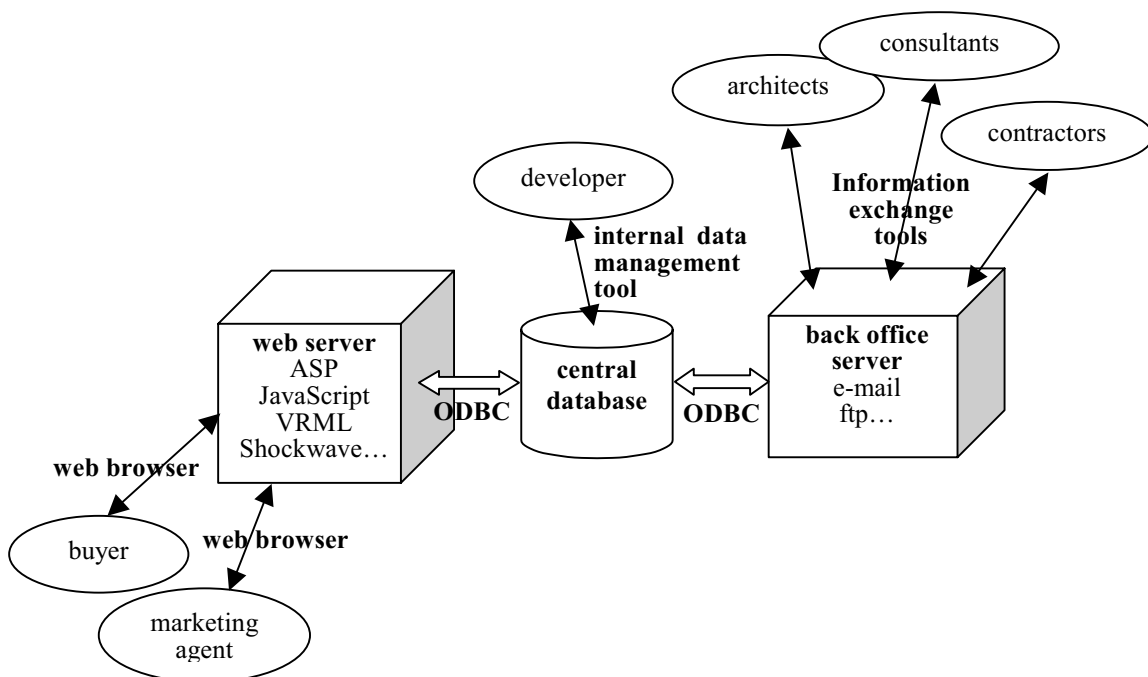 consultants
architects
contractors
developer
Information
exchange
tools
internal data
management
tool
web server
ASP
JavaScript
VRML
Shockwave…
ODBC
central
database
ODBC
back office
server
e-mail
ftp…
web browser
buyer
web browser
marketing
agent